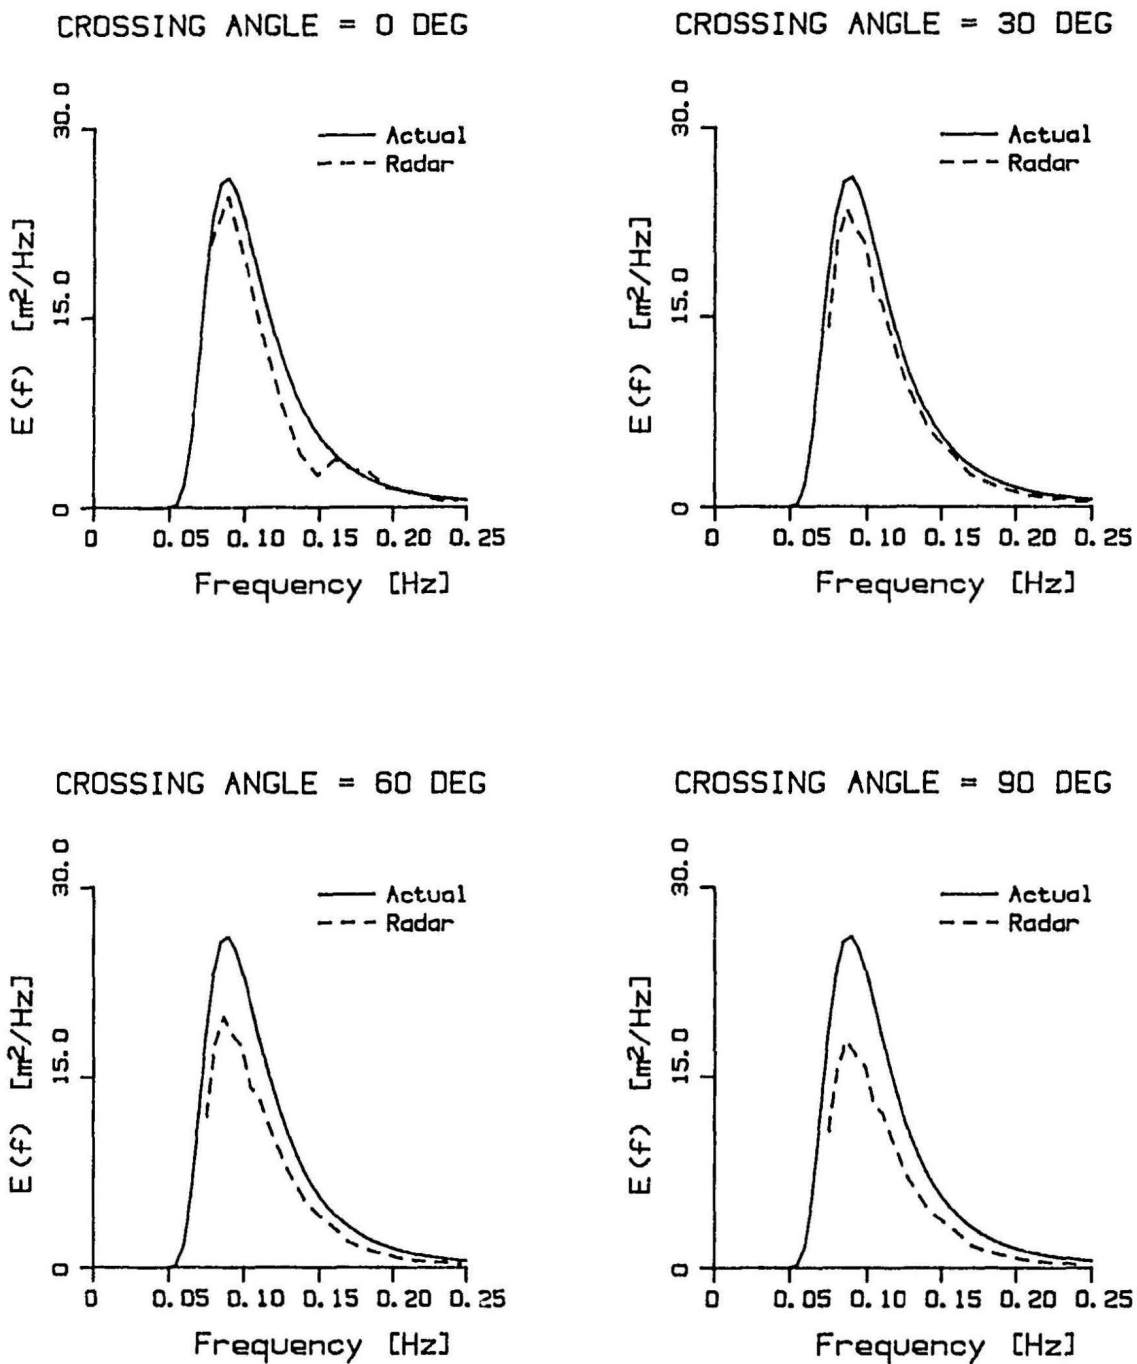 CROSSING ANGLE = 0 DEG
30.0
15.0
0
E(f) [m²/Hz]
Actual
Radar
0 0.05 0.10 0.15 0.20 0.25
Frequency [Hz]
CROSSING ANGLE = 30 DEG
30.0
15.0
0
E(f) [m²/Hz]
Actual
Radar
0 0.05 0.10 0.15 0.20 0.25
Frequency [Hz]
CROSSING ANGLE = 60 DEG
30.0
15.0
0
E(f) [m²/Hz]
Actual
Radar
0 0.05 0.10 0.15 0.20 0.25
Frequency [Hz]
CROSSING ANGLE = 90 DEG
30.0
15.0
0
E(f) [m²/Hz]
Actual
Radar
0 0.05 0.10 0.15 0.20 0.25
Frequency [Hz]